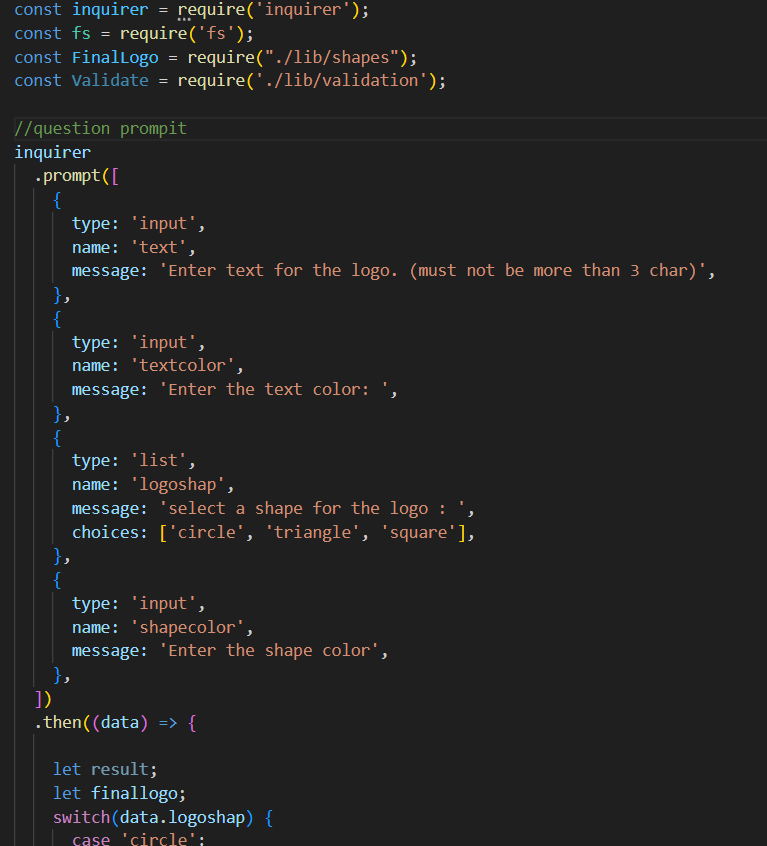 const inquirer = require('inquirer');
const fs = require('fs');
const FinalLogo = require("./lib/shapes");
const Validate = require('./lib/validation');
//question prompit
inquirer
.prompt([
{
type: 'input',
name: 'text',
message: 'Enter text for the logo. (must not be more than 3 char)',
},
{
type: 'input',
name: 'textcolor',
message: 'Enter the text color: ',
},
{
type: 'list',
name: 'logoshap',
message: 'select a shape for the logo : ',
choices: ['circle', 'triangle', 'square'],
},
{
type: 'input',
name: 'shapecolor',
message: 'Enter the shape color',
},
])
.then((data) => {
let result;
let finallogo;
switch(data.logoshap) {
case 'circle':